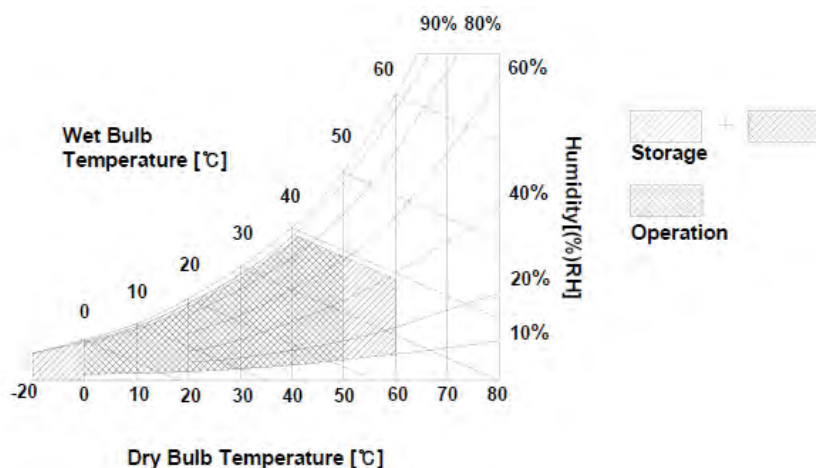 90% 80%
60
60%
Wet Bulb
Temperature [℃]
50
+
Storage
Humidity[(%)RH]
40
40%
30
Operation
20
20%
10
0
10%
-20 0 10 20 30 40 50 60 70 80
Dry Bulb Temperature [℃]